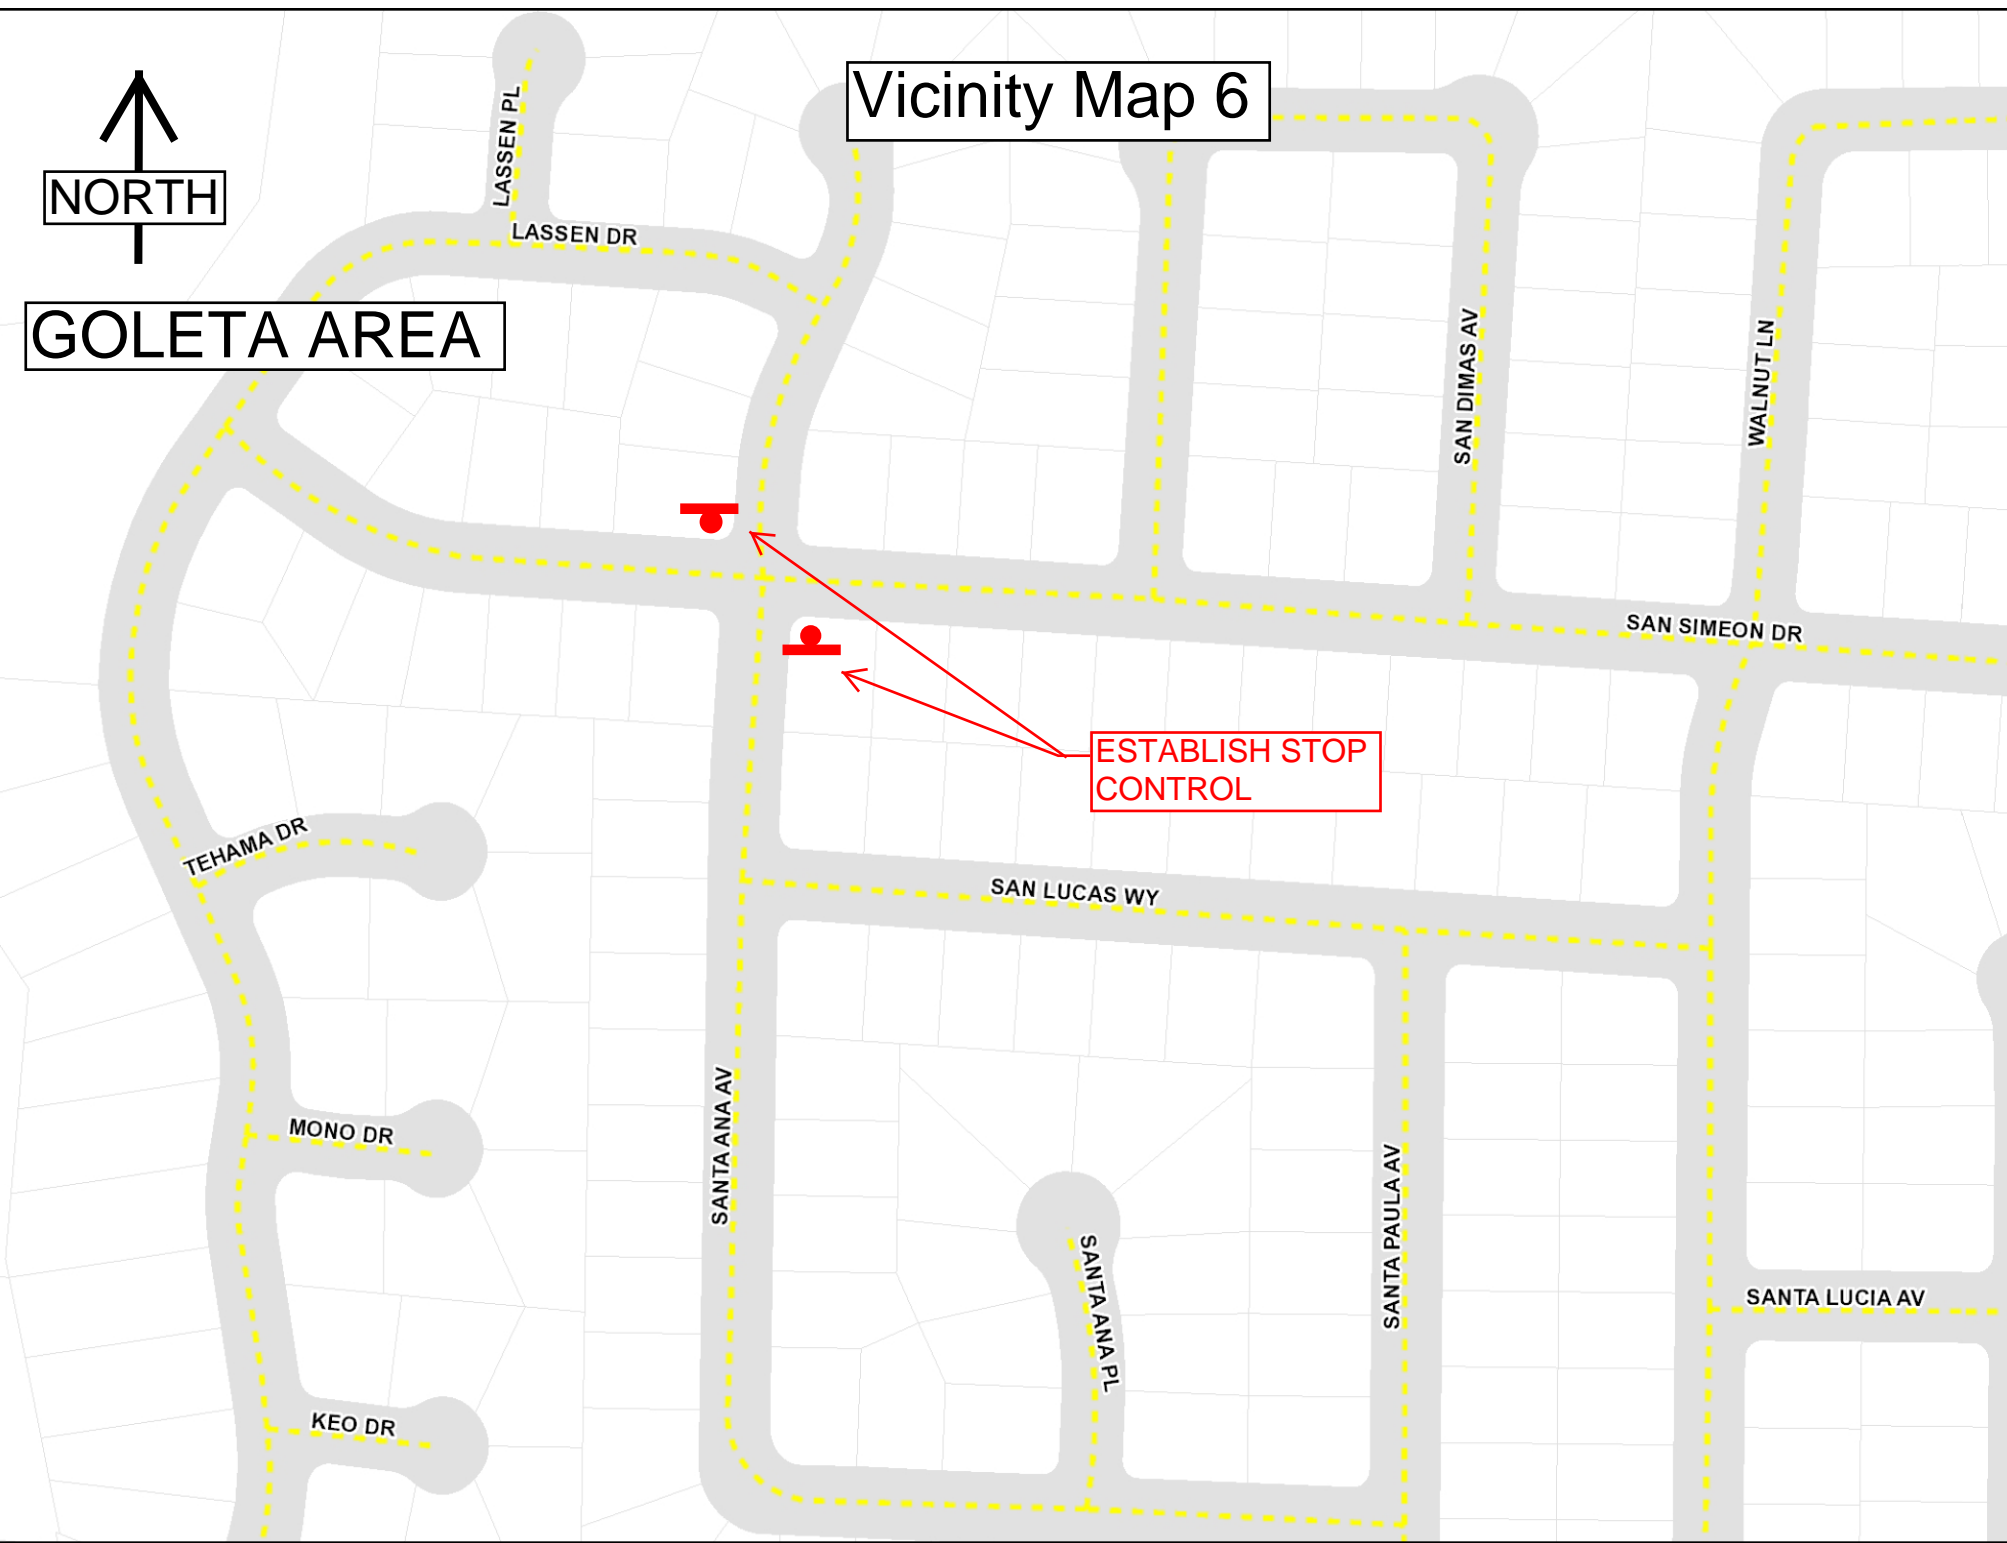 Vicinity Map 6
NORTH
GOLETA AREA
LASSEN PL
LASSEN DR
SAN DIMAS AV
WALNUT LN
SAN SIMEON DR
ESTABLISH STOP
CONTROL
TEHAMA DR
SAN LUCAS WY
MONO DR
SANTA ANA AV
SANTA PAULA AV
SANTA ANA PL
SANTA LUCIA AV
KEO DR